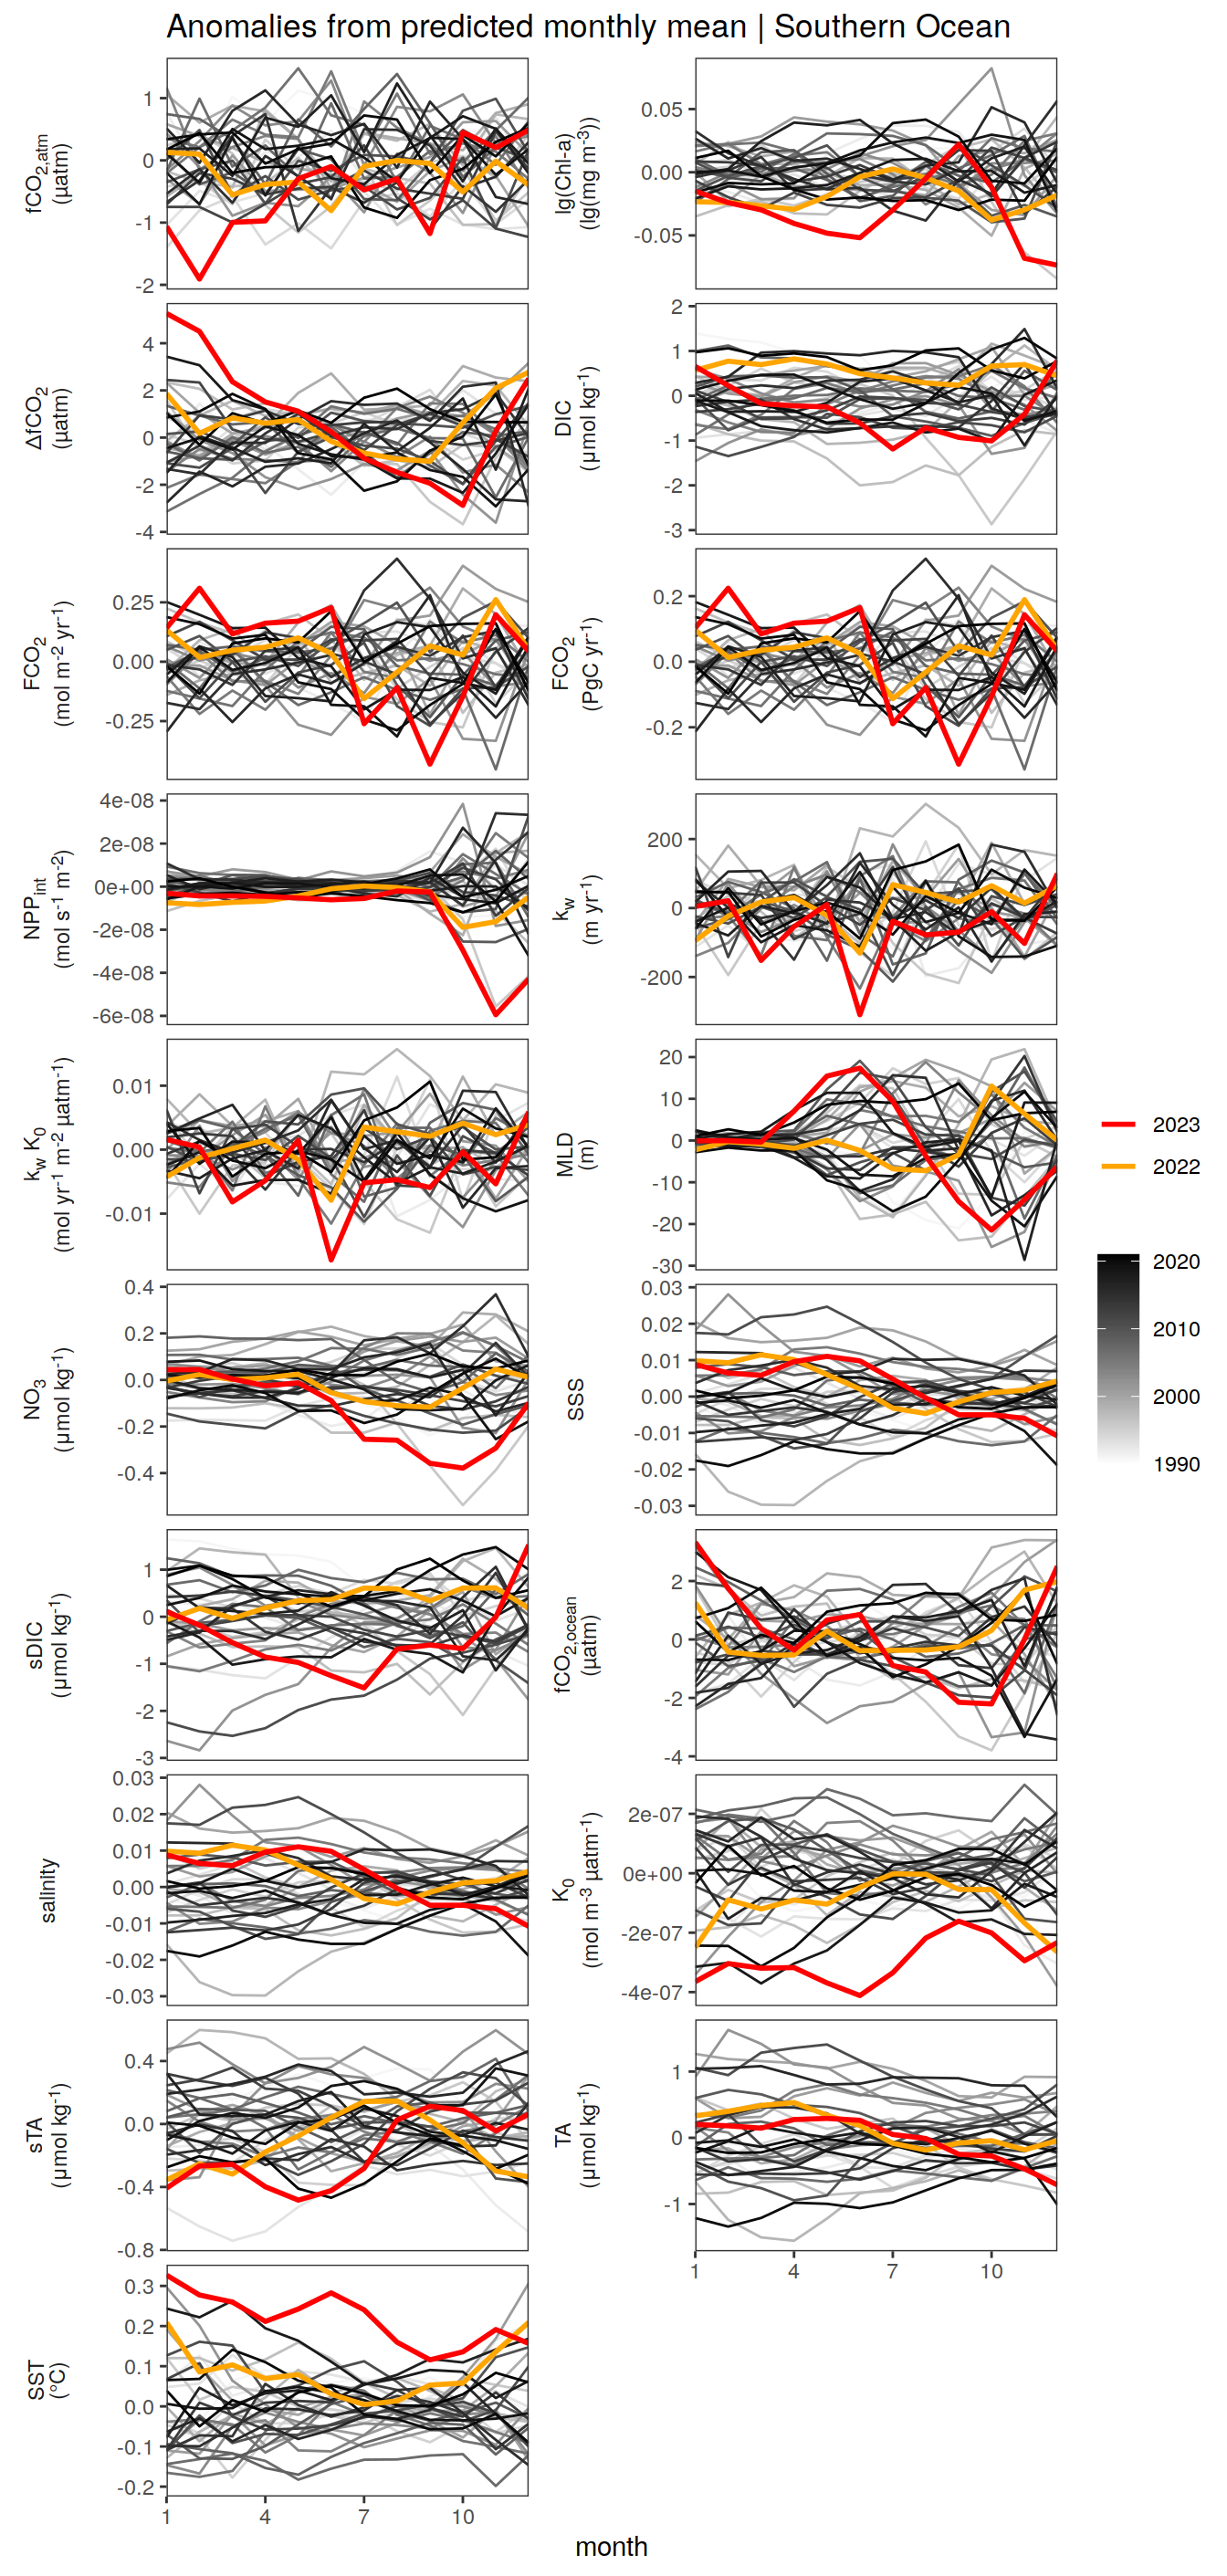 Anomalies from predicted monthly mean | Southern Ocean
fCO2,atm
(µatm)
1
0
-1
-2
lg(Chl-a)
(lg(mg m-3))
0.05
0.00
-0.05
ΔfCO2
(µatm)
4
2
0
-2
-4
DIC
(µmol kg-1)
2
1
0
-1
-2
-3
FCO2
(mol m-2 yr-1)
0.25
0.00
-0.25
FCO2
(PgC yr-1)
0.2
0.0
-0.2
NPPint
(mol s-1 m-2)
4e-08
2e-08
0e+00
-2e-08
-4e-08
-6e-08
kw
(m yr-1)
200
0
-200
kw K0
(mol yr-1 m-2 µatm-1)
0.01
0.00
-0.01
MLD
(m)
20
10
0
-10
-20
-30
NO3
(µmol kg-1)
0.4
0.2
0.0
-0.2
-0.4
SSS
0.03
0.02
0.01
0.00
-0.01
-0.02
-0.03
sDIC
(µmol kg-1)
1
0
-1
-2
-3
fCO2,ocean
(µatm)
2
0
-2
-4
salinity
0.03
0.02
0.01
0.00
-0.01
-0.02
-0.03
K0
(mol m-3 µatm-1)
2e-07
0e+00
-2e-07
-4e-07
sTA
(µmol kg-1)
0.4
0.0
-0.4
-0.8
TA
(µmol kg-1)
1
0
-1
1 4 7 10
SST
(°C)
0.3
0.2
0.1
0.0
-0.1
-0.2
1 4 7 10
month
2023
2022
2020
2010
2000
1990